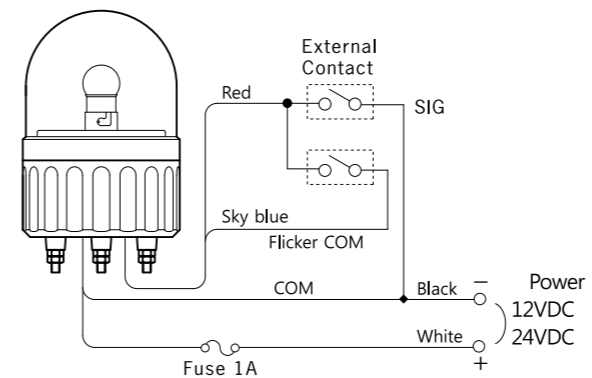 External
Contact
Red
SIG
Sky blue
Flicker COM
COM
Black
−
Power
12VDC
24VDC
White
+
Fuse 1A